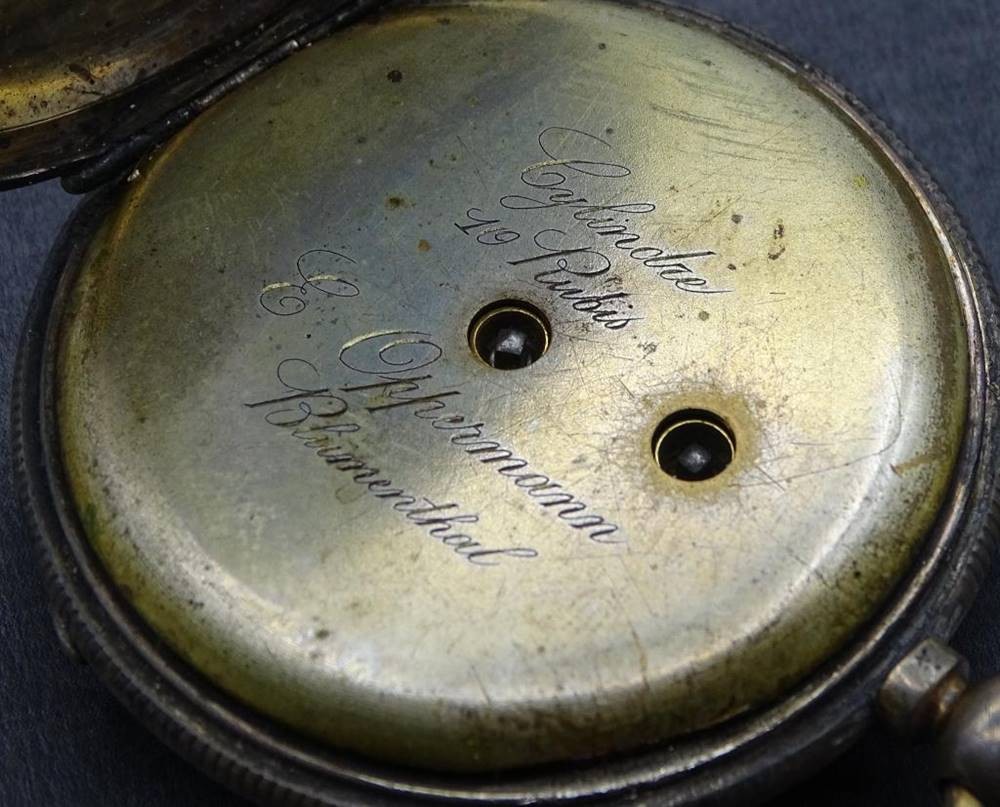 Cylindre
10 Rubis
E Oppermann
Blumenthal